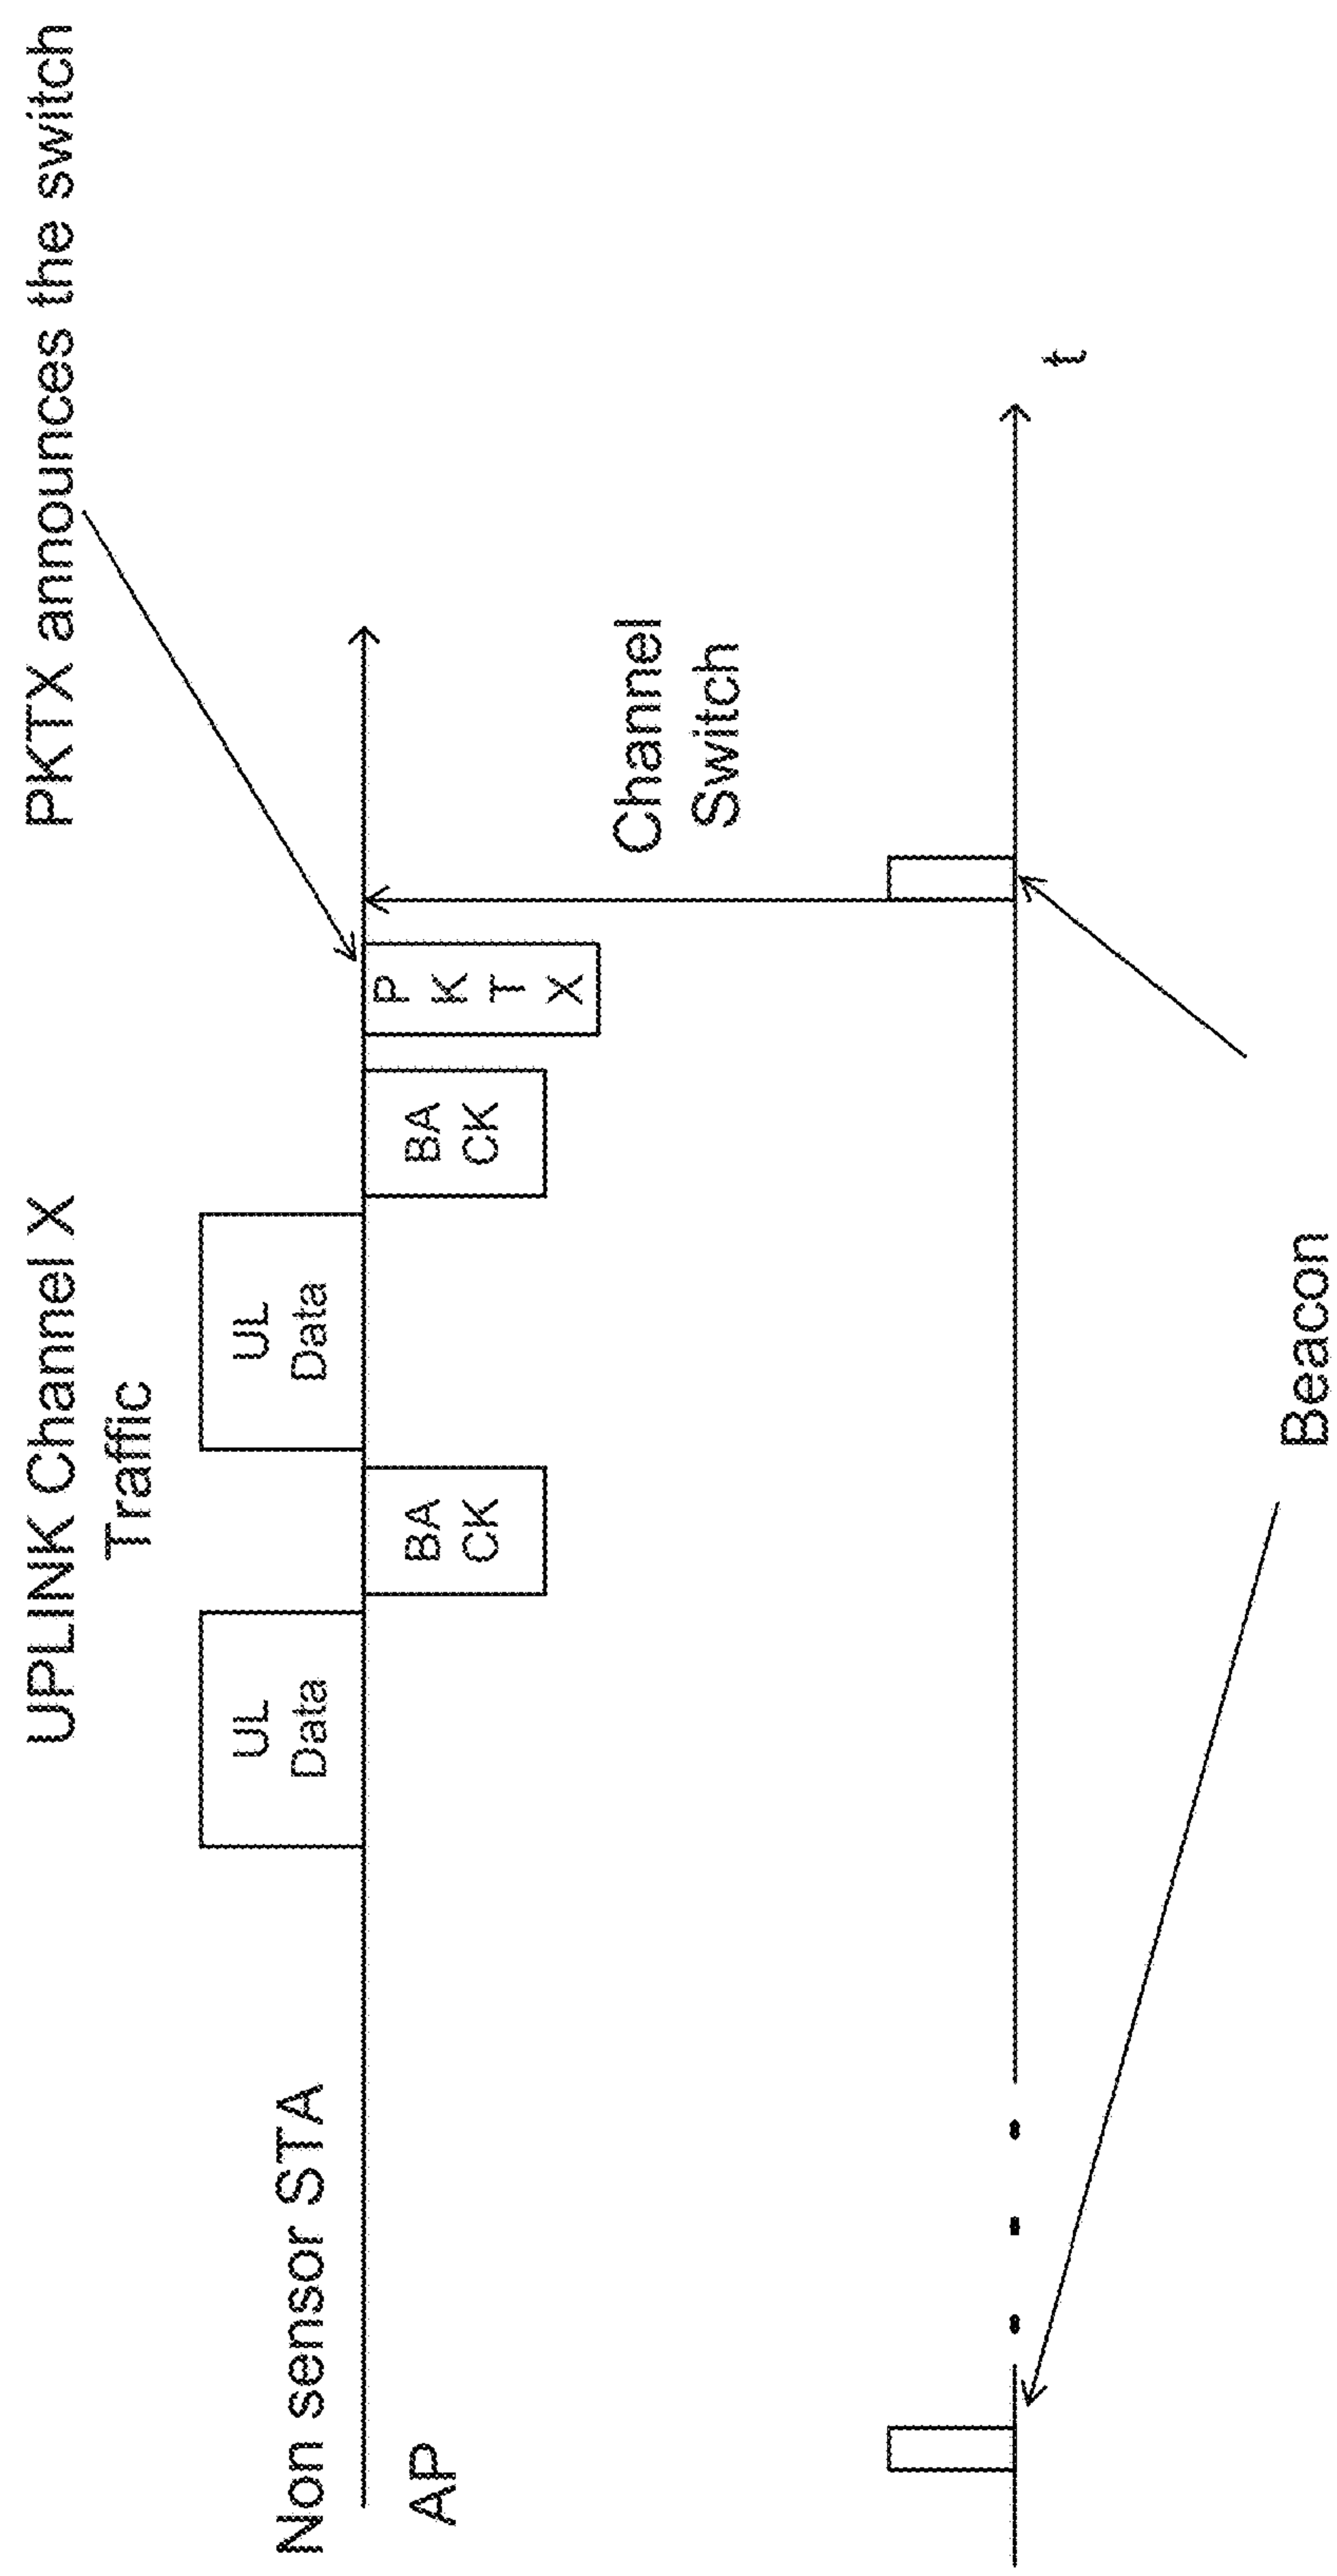 UPLINK Channel X
Traffic
PKTX announces the switch
Non sensor STA
UL
Data
UL
Data
AP
BA
CK
BA
CK
P
K
T
X
Channel
Switch
t
Beacon